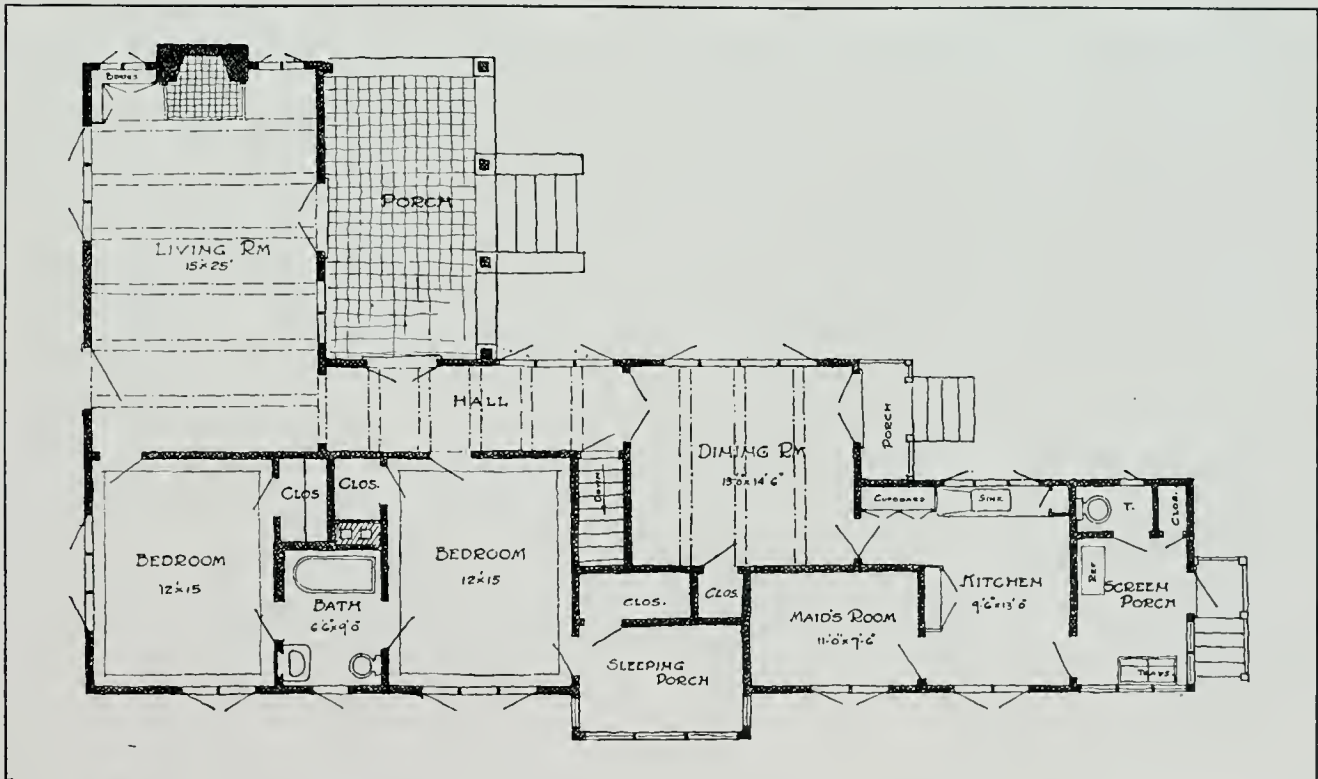 BOOKS
PORCH
LIVING RM
15'×25'
HALL
DINING RM
13'-0"×14'-6"
PORCH
CLOS.
CLOS.
DOWN
CUPBOARD
SINK
T.
CLOS.
BEDROOM
12'×15'
BEDROOM
12'×15'
BATH
6'-6"×9'-0"
CLOS.
CLOS.
MAID'S ROOM
11'-0"×7'-6"
KITCHEN
9'-6"×13'-0"
REF
SCREEN
PORCH
SLEEPING
PORCH
TRAYS.